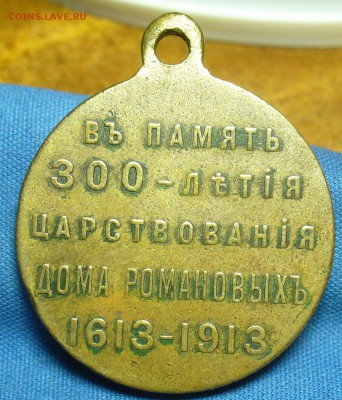 COINS.LAVE.RU
ВЪ ПАМЯТЬ
300-ЛѢТІЯ
ЦАРСТВОВАНІЯ
ДОМА РОМАНОВЫХЪ
1613-1913